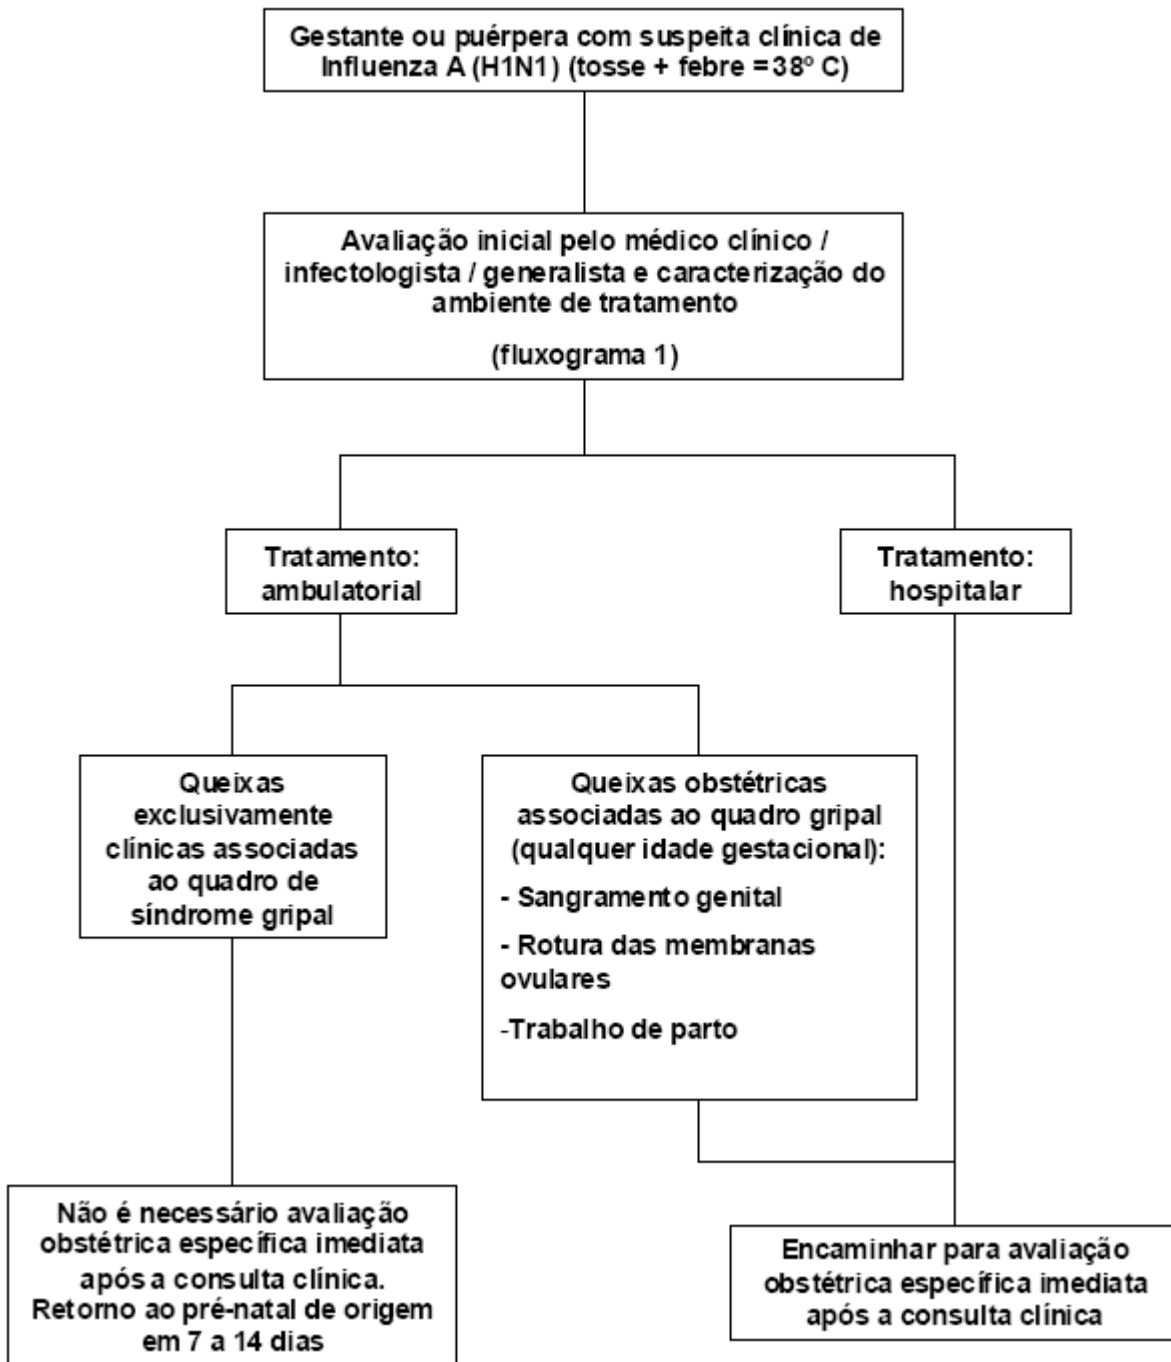 Gestante ou puérpera com suspeita clínica de
Influenza A (H1N1) (tosse + febre =38º C)
Avaliação inicial pelo médico clínico /
infectologista / generalista e caracterização do
ambiente de tratamento
(fluxograma 1)
Tratamento:
ambulatorial
Tratamento:
hospitalar
Queixas
exclusivamente
clínicas associadas
ao quadro de
síndrome gripal
Queixas obstétricas
associadas ao quadro gripal
(qualquer idade gestacional):
- Sangramento genital
- Rotura das membranas
ovulares
-Trabalho de parto
Não é necessário avaliação
obstétrica específica imediata
após a consulta clínica.
Retorno ao pré-natal de origem
em 7 a 14 dias
Encaminhar para avaliação
obstétrica específica imediata
após a consulta clínica